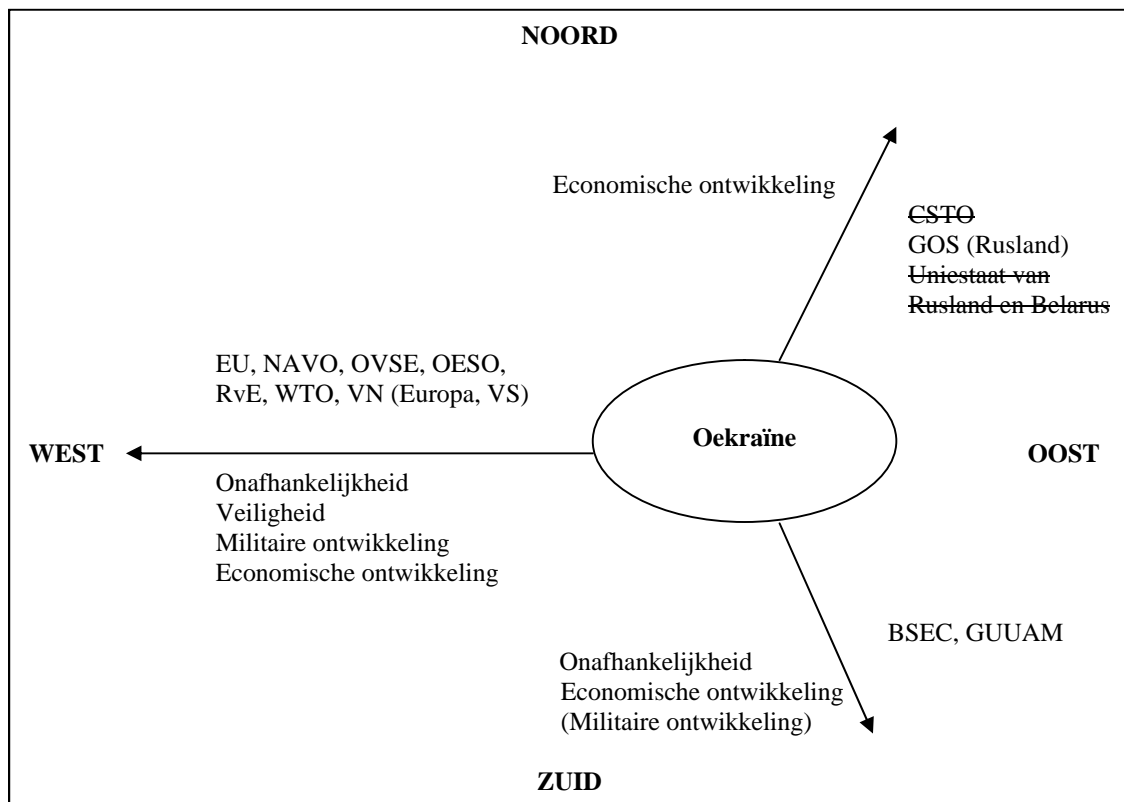 NOORD
Economische ontwikkeling
CSTO
GOS (Rusland)
Uniestaat van
Rusland en Belarus
EU, NAVO, OVSE, OESO,
RvE, WTO, VN (Europa, VS)
Oekraïne
WEST
OOST
Onafhankelijkheid
Veiligheid
Militaire ontwikkeling
Economische ontwikkeling
BSEC, GUUAM
Onafhankelijkheid
Economische ontwikkeling
(Militaire ontwikkeling)
ZUID